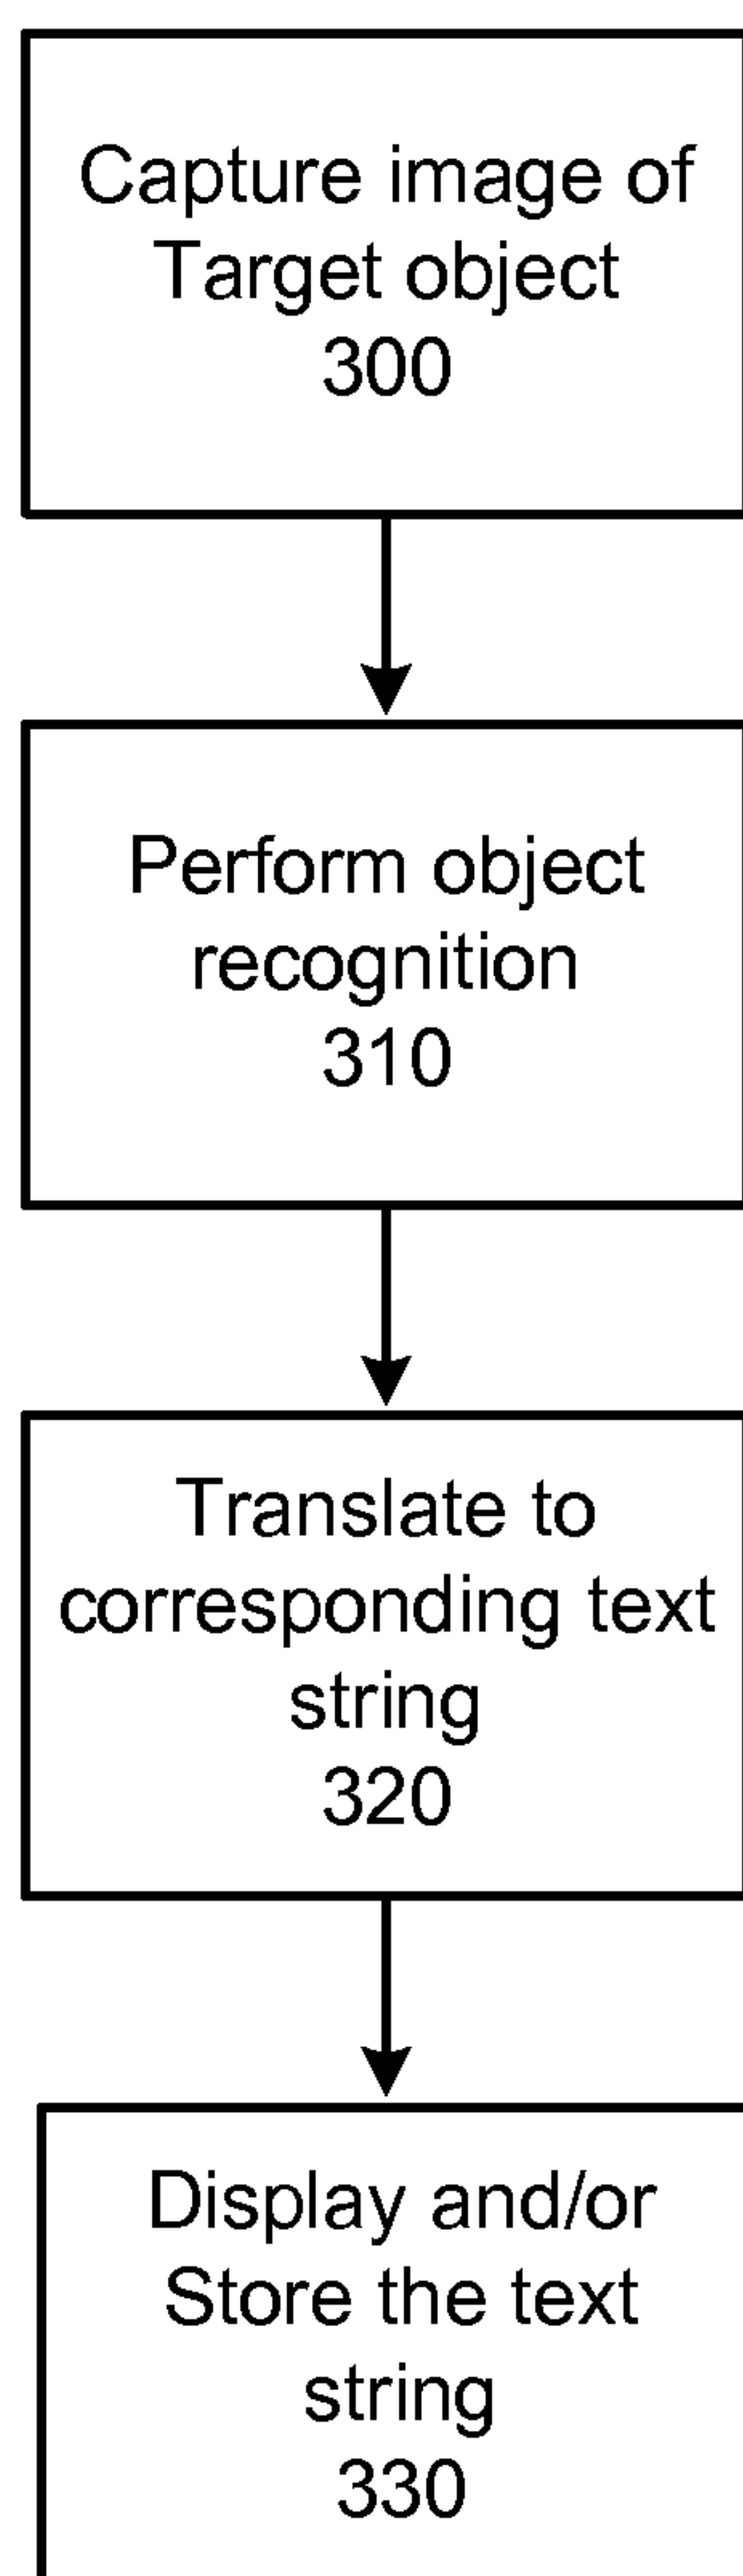 Capture image of
Target object
300
Perform object
recognition
310
Translate to
corresponding text
string
320
Display and/or
Store the text
string
330